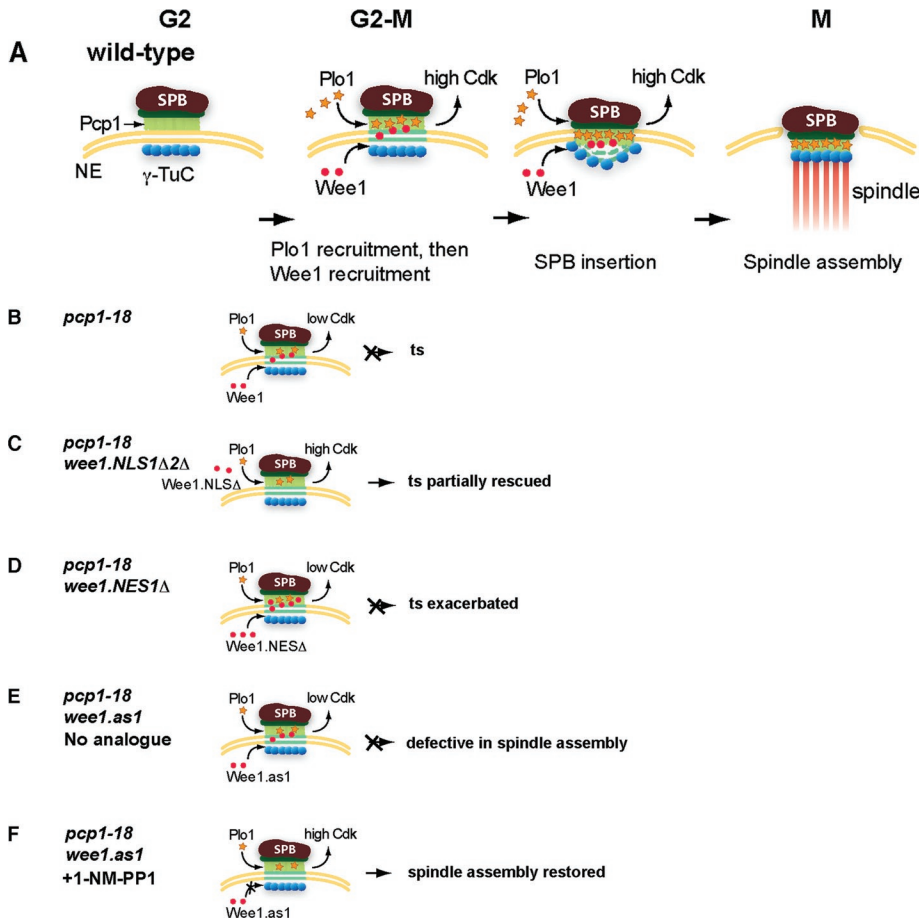 G2 G2-M M
A wild-type
SPB
Pcp1
NE
γ-TuC
Plo1
high Cdk
SPB
Wee1
Plo1 recruitment, then
Wee1 recruitment
Plo1
high Cdk
SPB
Wee1
SPB insertion
SPB
spindle
Spindle assembly
B pcp1-18
Plo1 low Cdk
SPB
ts
Wee1
C pcp1-18
wee1.NLS1Δ2Δ
Plo1 high Cdk
SPB
Wee1.NLSΔ
ts partially rescued
D pcp1-18
wee1.NES1Δ
Plo1 low Cdk
SPB
ts exacerbated
Wee1.NESΔ
E pcp1-18
wee1.as1
No analogue
Plo1 low Cdk
SPB
defective in spindle assembly
Wee1.as1
F pcp1-18
wee1.as1
+1-NM-PP1
Plo1 high Cdk
SPB
spindle assembly restored
Wee1.as1